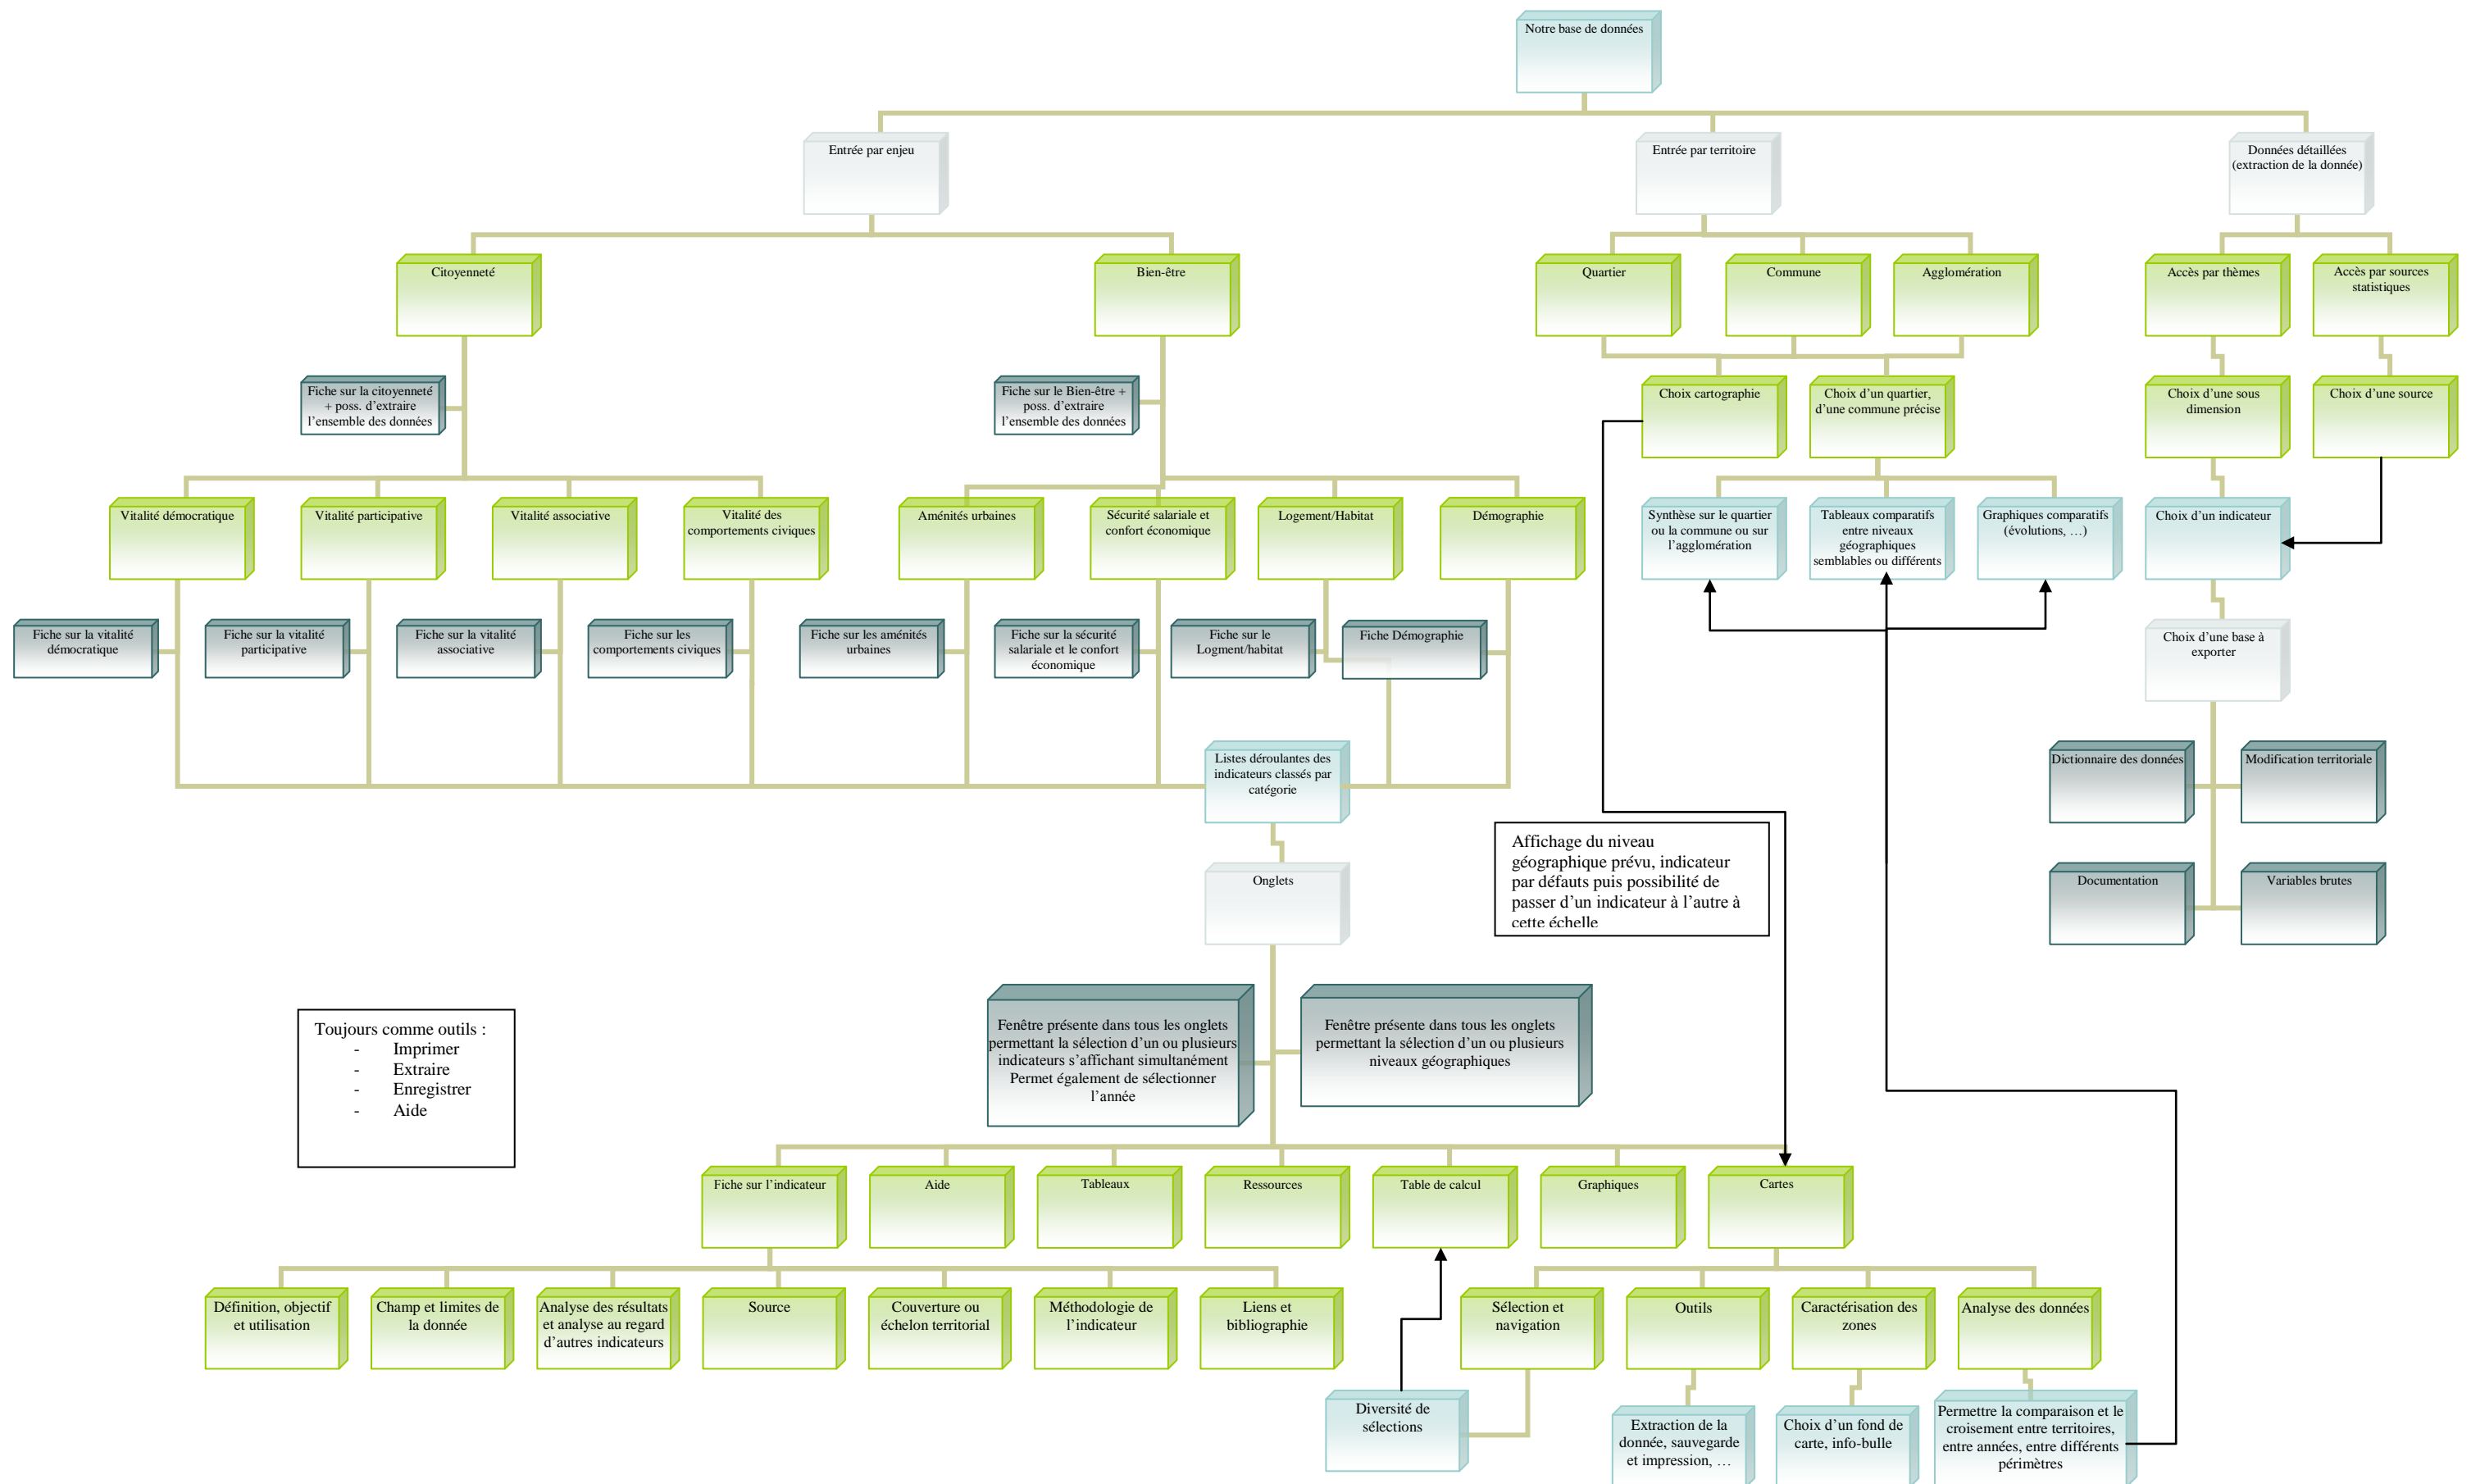 Notre base de données
Entrée par enjeu
Entrée par territoire
Données détaillées
(extraction de la donnée)
Citoyenneté
Bien-être
Quartier
Commune
Agglomération
Accès par thèmes
Accès par sources
statistiques
Fiche sur la citoyenneté
+ poss. d’extraire
l’ensemble des données
Fiche sur le Bien-être +
poss. d’extraire
l’ensemble des données
Choix cartographie
Choix d’un quartier,
d’une commune précise
Choix d’une sous
dimension
Choix d’une source
Vitalité démocratique
Vitalité participative
Vitalité associative
Vitalité des
comportements civiques
Aménités urbaines
Sécurité salariale et
confort économique
Logement/Habitat
Démographie
Synthèse sur le quartier
ou la commune ou sur
l’agglomération
Tableaux comparatifs
entre niveaux
géographiques
semblables ou différents
Graphiques comparatifs
(évolutions, …)
Choix d’un indicateur
Fiche sur la vitalité
démocratique
Fiche sur la vitalité
participative
Fiche sur la vitalité
associative
Fiche sur les
comportements civiques
Fiche sur les aménités
urbaines
Fiche sur la sécurité
salariale et le confort
économique
Fiche sur le
Logment/habitat
Fiche Démographie
Choix d’une base à
exporter
Listes déroulantes des
indicateurs classés par
catégorie
Dictionnaire des données
Modification territoriale
Affichage du niveau
géographique prévu, indicateur
par défauts puis possibilité de
passer d’un indicateur à l’autre à
cette échelle
Onglets
Documentation
Variables brutes
Toujours comme outils :
- Imprimer
- Extraire
- Enregistrer
- Aide
Fenêtre présente dans tous les onglets
permettant la sélection d’un ou plusieurs
indicateurs s’affichant simultanément
Permet également de sélectionner
l’année
Fenêtre présente dans tous les onglets
permettant la sélection d’un ou plusieurs
niveaux géographiques
Fiche sur l’indicateur
Aide
Tableaux
Ressources
Table de calcul
Graphiques
Cartes
Définition, objectif
et utilisation
Champ et limites de
la donnée
Analyse des résultats
et analyse au regard
d’autres indicateurs
Source
Couverture ou
échelon territorial
Méthodologie de
l’indicateur
Liens et
bibliographie
Sélection et
navigation
Outils
Caractérisation des
zones
Analyse des données
Diversité de
sélections
Extraction de la
donnée, sauvegarde
et impression, …
Choix d’un fond de
carte, info-bulle
Permettre la comparaison et le
croisement entre territoires,
entre années, entre différents
périmètres